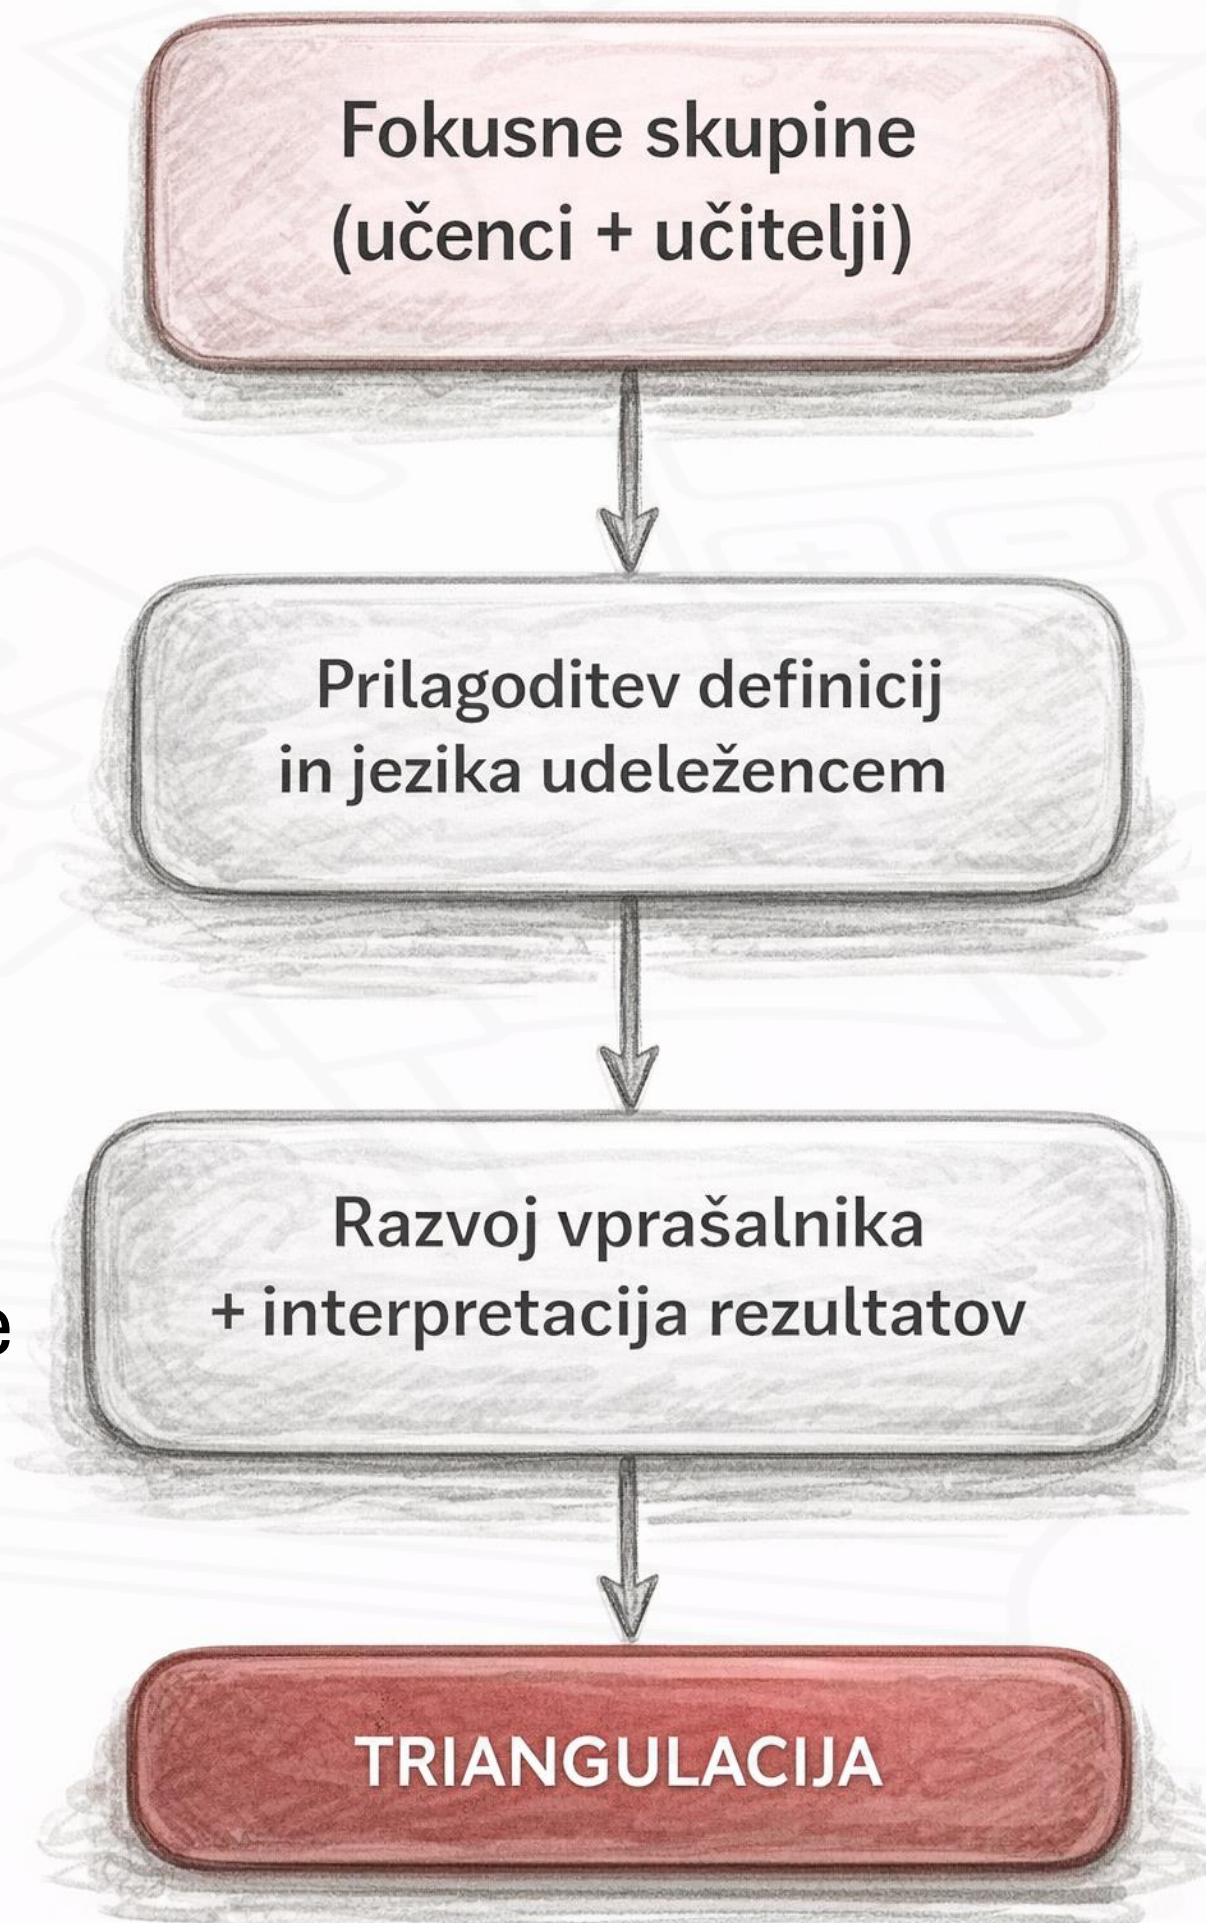 Fokusne skupine
(učenci + učitelji)
Prilagoditev definicij
in jezika udeležencem
Razvoj vprašalnika
+ interpretacija rezultatov
TRIANGULACIJA